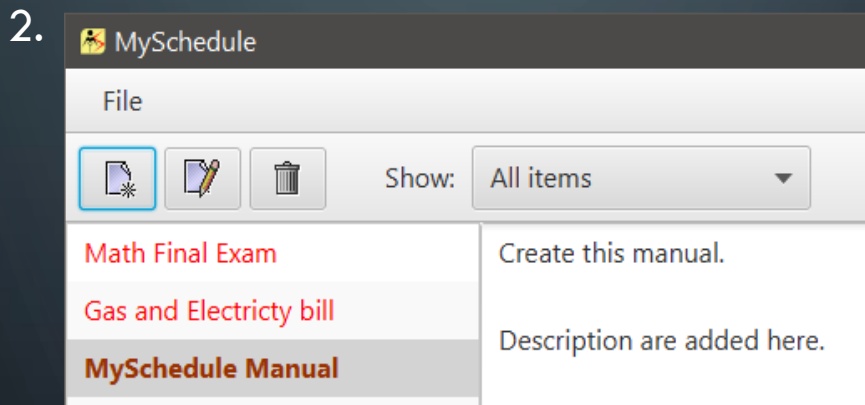 2.
MySchedule
File
Show: All items
Math Final Exam
Create this manual.
Gas and Electricty bill
Description are added here.
MySchedule Manual